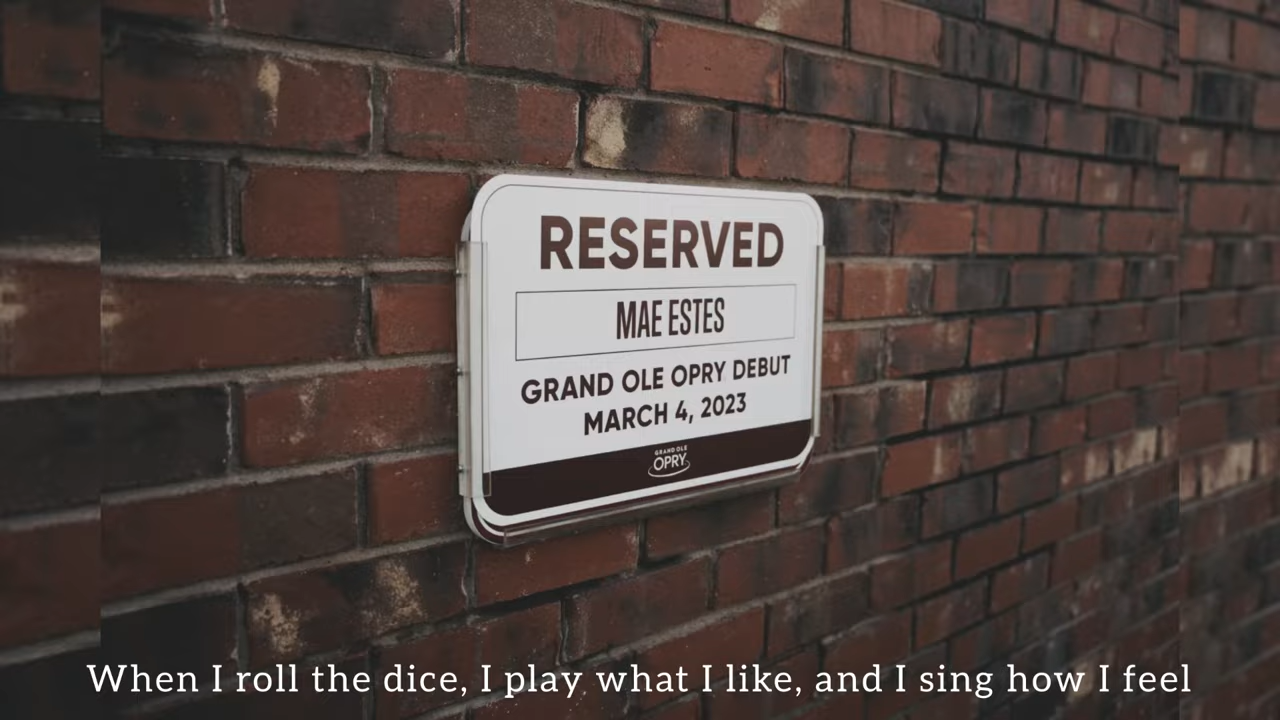 RESERVED
MAE ESTES
GRAND OLE OPRY DEBUT
MARCH 4, 2023
GRAND OLE
OPRY
When I roll the dice, I play what I like, and I sing how I feel